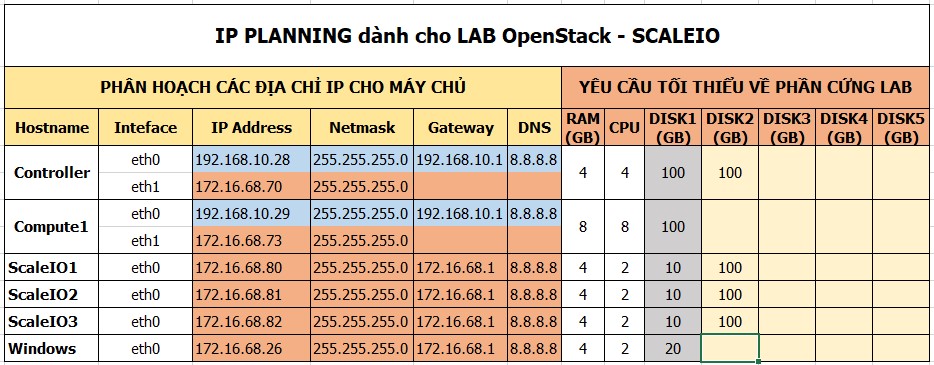 IP PLANNING dành cho LAB OpenStack - SCALEIO
PHÂN HOẠCH CÁC ĐỊA CHỈ IP CHO MÁY CHỦ YÊU CẦU TỐI THIỂU VỀ PHẦN CỨNG LAB
Hostname Inteface IP Address Netmask Gateway DNS RAM (GB) CPU DISK1 (GB) DISK2 (GB) DISK3 (GB) DISK4 (GB) DISK5 (GB)
Controller eth0 192.168.10.28 255.255.255.0 192.168.10.1 8.8.8.8 4 4 100 100
eth1 172.16.68.70 255.255.255.0
Compute1 eth0 192.168.10.29 255.255.255.0 192.168.10.1 8.8.8.8 8 8 100
eth1 172.16.68.73 255.255.255.0
ScaleIO1 eth0 172.16.68.80 255.255.255.0 172.16.68.1 8.8.8.8 4 2 10 100
ScaleIO2 eth0 172.16.68.81 255.255.255.0 172.16.68.1 8.8.8.8 4 2 10 100
ScaleIO3 eth0 172.16.68.82 255.255.255.0 172.16.68.1 8.8.8.8 4 2 10 100
Windows eth0 172.16.68.26 255.255.255.0 172.16.68.1 8.8.8.8 4 2 20